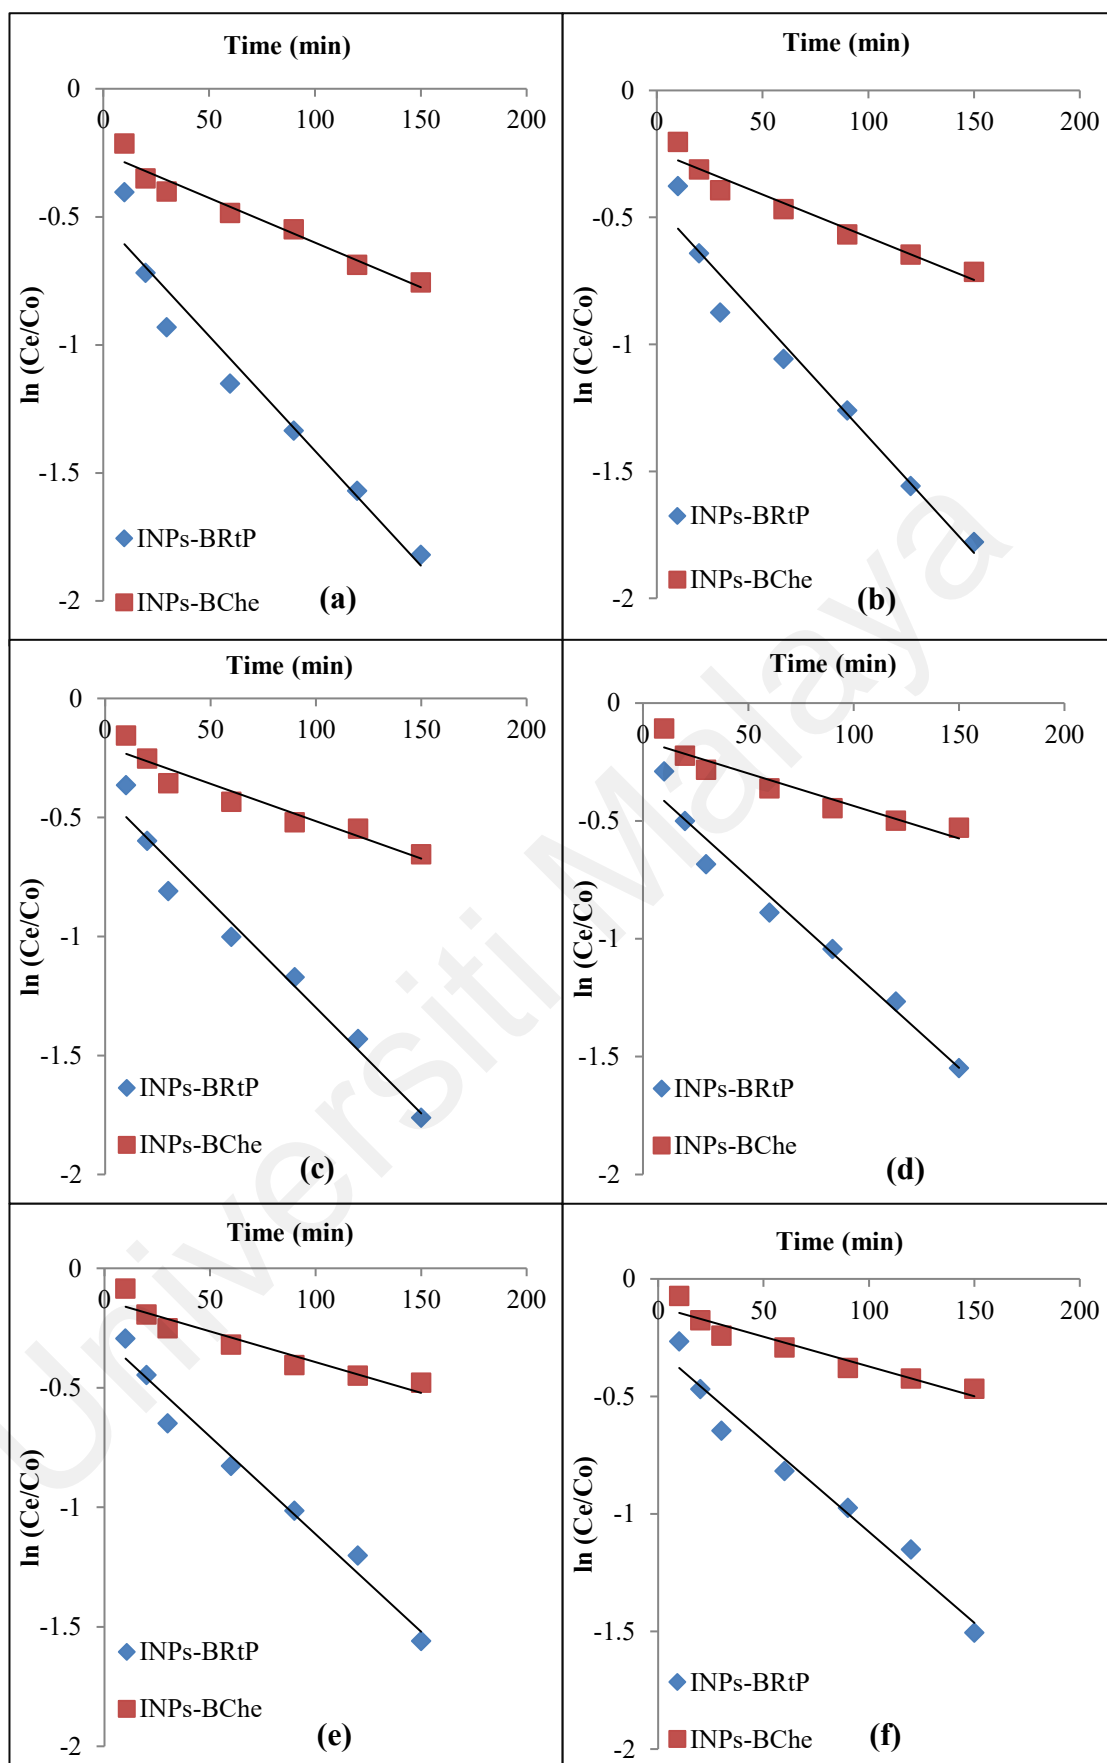 Time (min)
0
0 50 100 150 200
-0.5
-1
-1.5
-2
ln (Ce/Co)
INPs-BRtP
INPs-BChe
(a)
Time (min)
0
0 50 100 150 200
-0.5
-1
-1.5
-2
ln (Ce/Co)
INPs-BRtP
INPs-BChe
(b)
Time (min)
0
0 50 100 150 200
-0.5
-1
-1.5
-2
ln (Ce/Co)
INPs-BRtP
INPs-BChe
(c)
Time (min)
0
0 50 100 150 200
-0.5
-1
-1.5
-2
ln (Ce/Co)
INPs-BRtP
INPs-BChe
(d)
Time (min)
0
0 50 100 150 200
-0.5
-1
-1.5
-2
ln (Ce/Co)
INPs-BRtP
INPs-BChe
(e)
Time (min)
0
0 50 100 150 200
-0.5
-1
-1.5
-2
ln (Ce/Co)
INPs-BRtP
INPs-BChe
(f)
Universiti Malaya